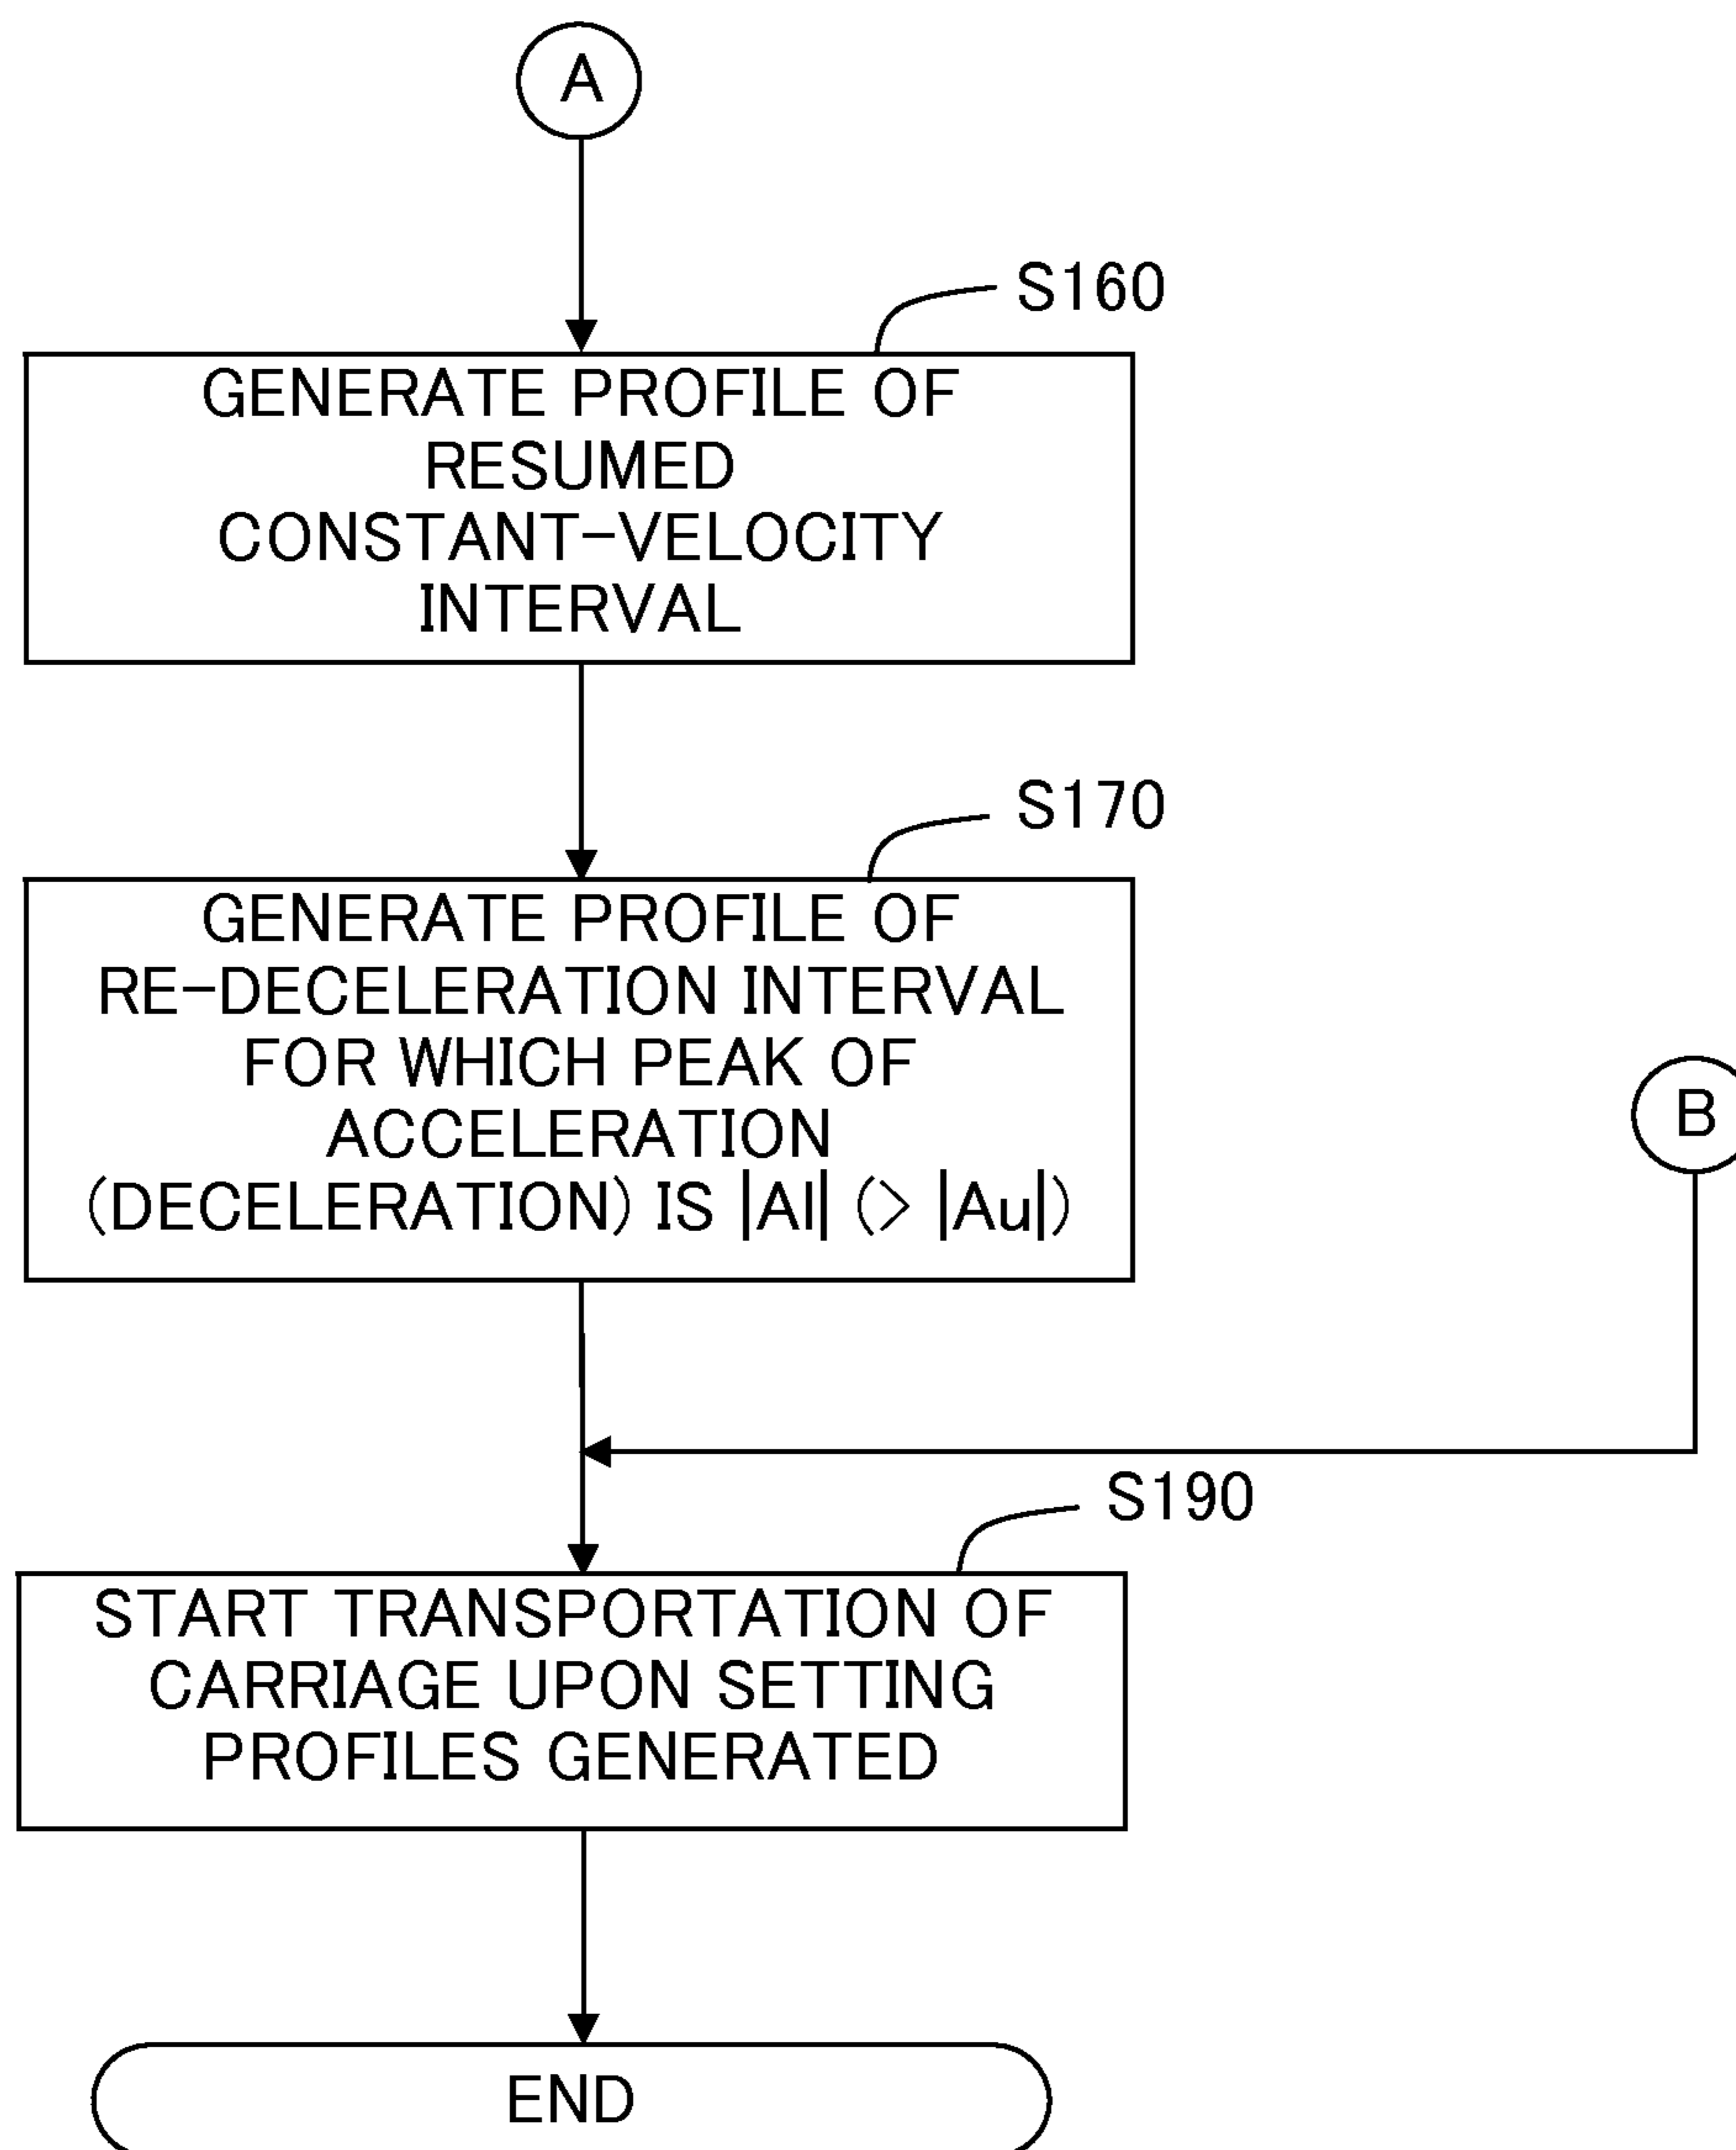 A
S160
GENERATE PROFILE OF
RESUMED
CONSTANT-VELOCITY
INTERVAL
S170
GENERATE PROFILE OF
RE-DECELERATION INTERVAL
FOR WHICH PEAK OF
ACCELERATION
(DECELERATION) IS |Al| (> |Au|)
B
S190
START TRANSPORTATION OF
CARRIAGE UPON SETTING
PROFILES GENERATED
END